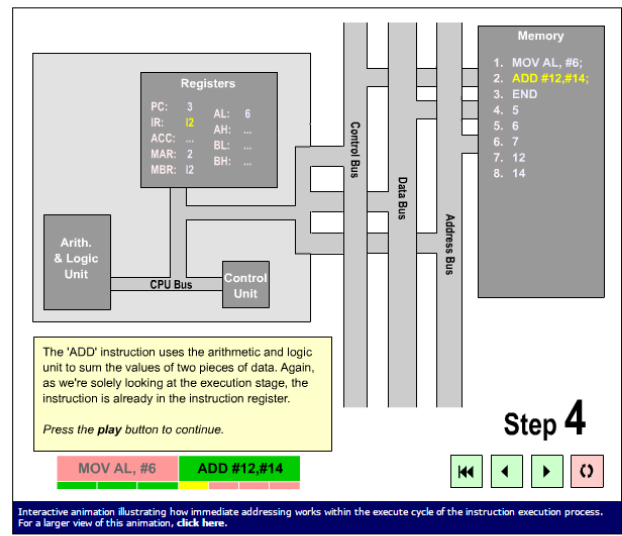 Memory
1. MOV AL, #6;
2. ADD #12,#14;
3. END
4. 5
5. 6
6. 7
7. 12
8. 14
Registers
PC: 3
IR: I2
ACC: ...
MAR: 2
MBR: I2
AL: 6
AH: ...
BL: ...
BH: ...
Control Bus
Data Bus
Address Bus
Arith.
& Logic
Unit
CPU Bus
Control
Unit
The 'ADD' instruction uses the arithmetic and logic
unit to sum the values of two pieces of data. Again,
as we're solely looking at the execution stage, the
instruction is already in the instruction register.
Press the play button to continue.
Step 4
MOV AL, #6
ADD #12,#14
Interactive animation illustrating how immediate addressing works within the execute cycle of the instruction execution process.
For a larger view of this animation, click here.